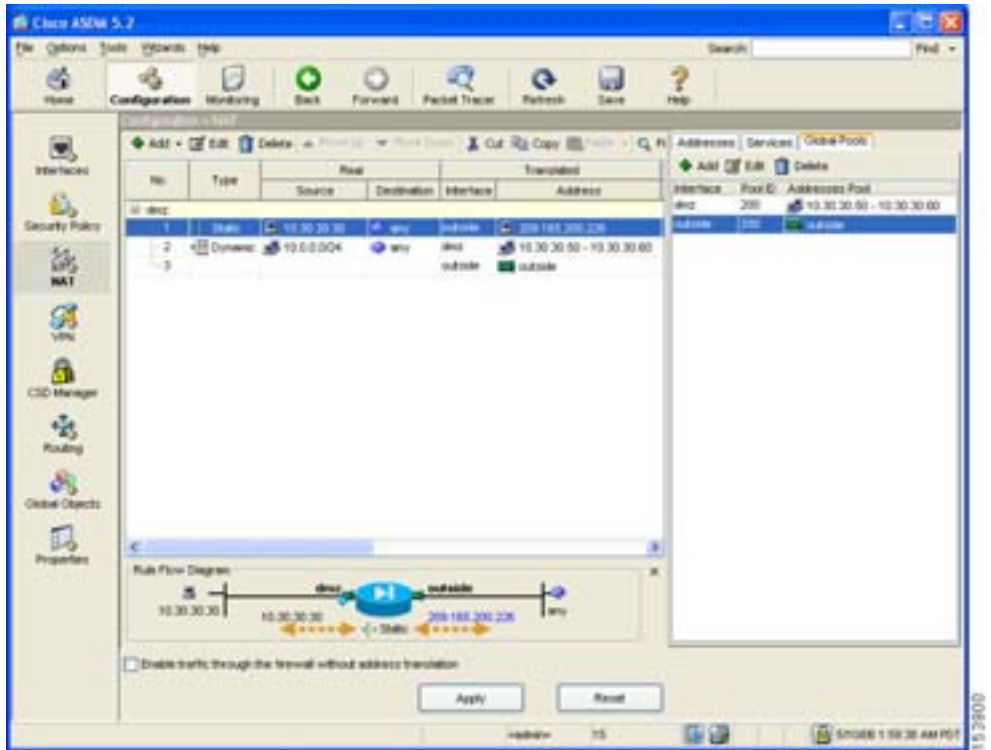 Cisco ASDM 5.2
File Options Tools Wizards Help Search: Find
Home Configuration Monitoring Back Forward Packet Tracer Refresh Save Help
Configuration > NAT
Interfaces
Security Policy
NAT
VPN
CSD Manager
Routing
Global Objects
Properties
Add Edit Delete Cut Copy
No Type Real Translated
Source Destination Interface Address
dmz
1 Static 10.30.30.30 any outside 209.165.200.226
2 Dynamic 10.0.0.0/24 any dmz 10.30.30.50 - 10.30.30.60
3 outside outside
Addresses Services Global Pools
Add Edit Delete
Interface Pool ID Addresses Pool
dmz 200 10.30.30.50 - 10.30.30.60
outside 200 outside
Rule Flow Diagram
dmz outside
10.30.30.30 10.30.30.30 Static 209.165.200.226 any
Enable traffic through the firewall without address translation
Apply Reset
<admin> 15
153900